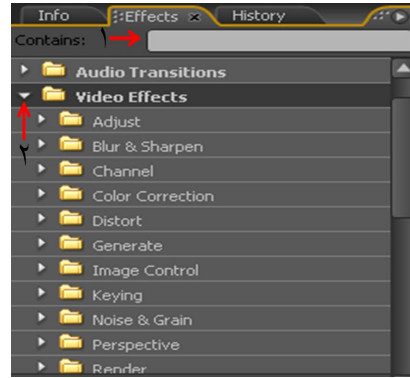 Info Effects History
Contains: ١
Audio Transitions
Video Effects
Adjust
٢
Blur & Sharpen
Channel
Color Correction
Distort
Generate
Image Control
Keying
Noise & Grain
Perspective
Render